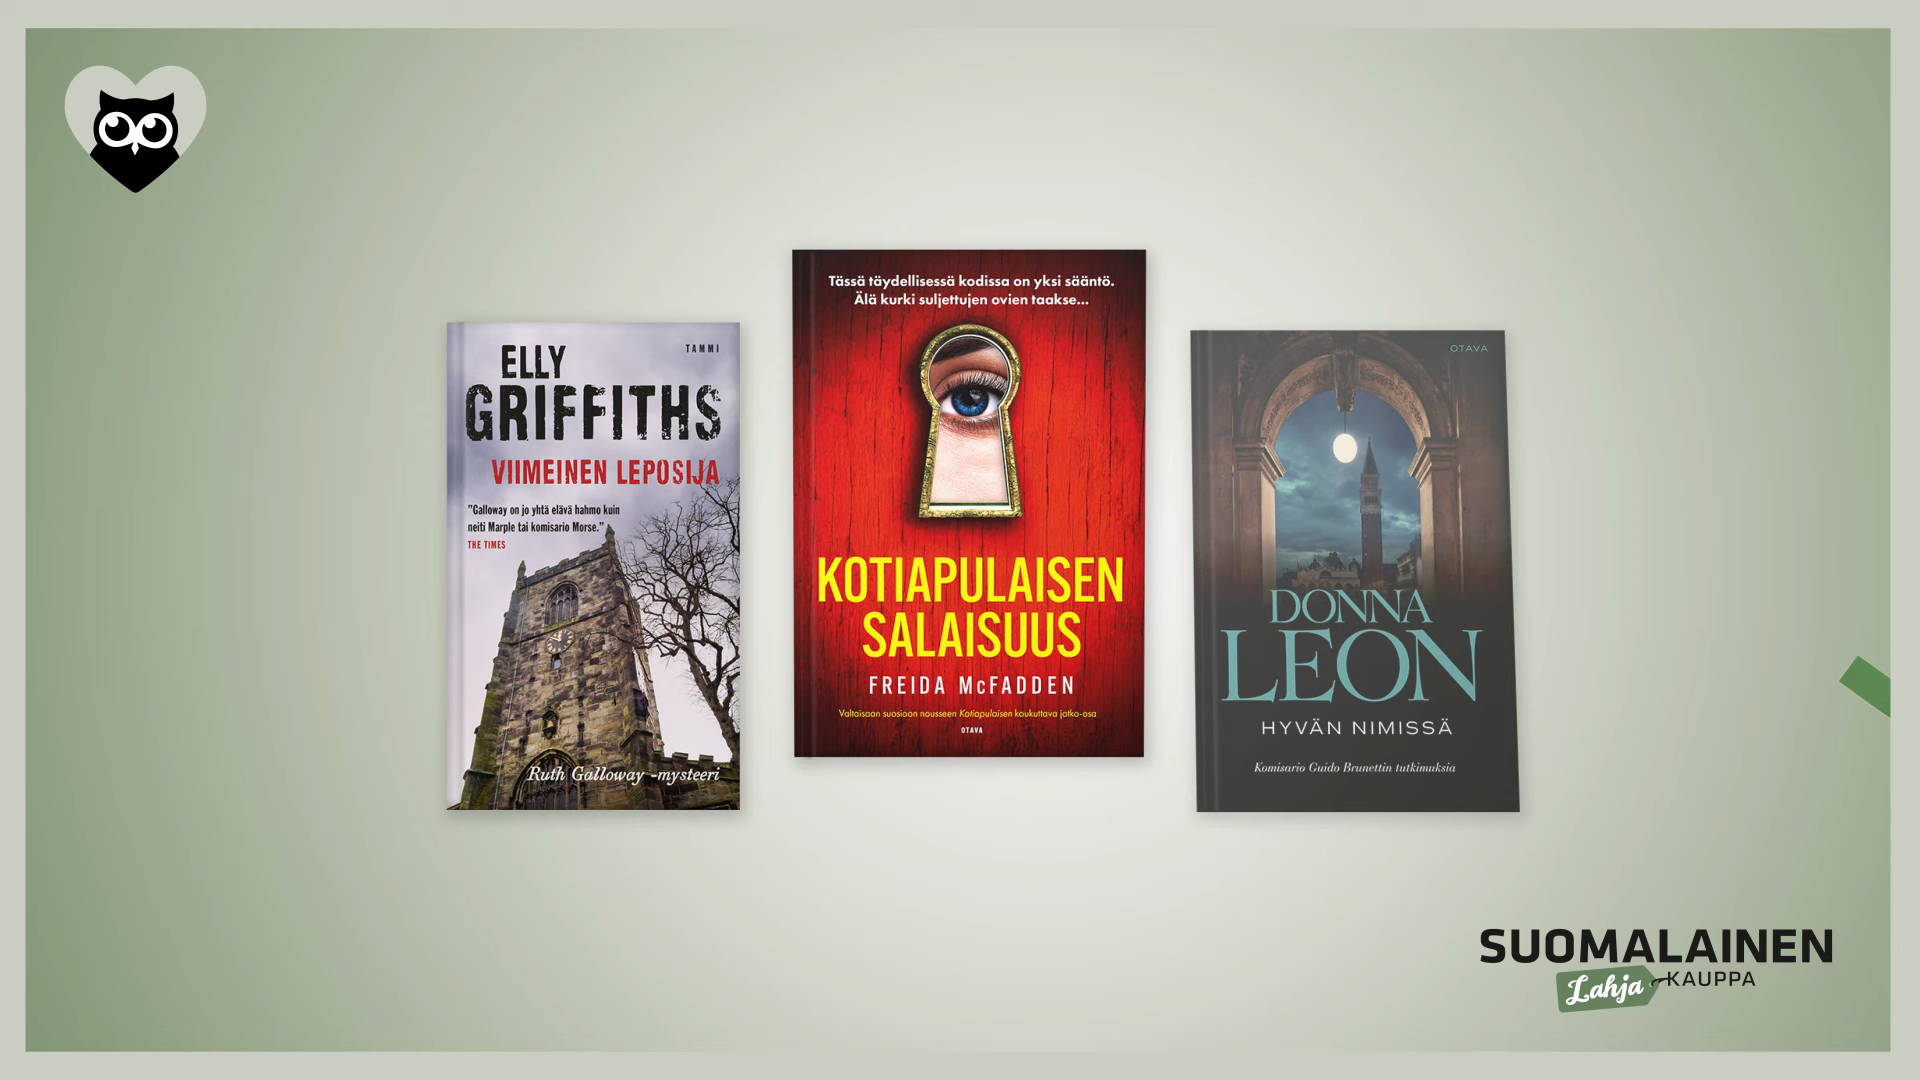 ELLY
TAMMI
GRIFFITHS
VIIMEINEN LEPOSIJA
"Galloway on jo yhtä elävä hahmo kuin
neiti Marple tai komisario Morse."
THE TIMES
Ruth Galloway -mysteeri
Tässä täydellisessä kodissa on yksi sääntö.
Älä kurki suljettujen ovien taakse...
KOTIAPULAISEN
SALAISUUS
FREIDA McFADDEN
Valtaisaan suosioon nousseen Kotiapulaisen koukuttava jatko-osa
OTAVA
OTAVA
DONNA
LEON
HYVÄN NIMISSÄ
Komisario Guido Brunettin tutkimuksia
SUOMALAINEN
Lahja KAUPPA